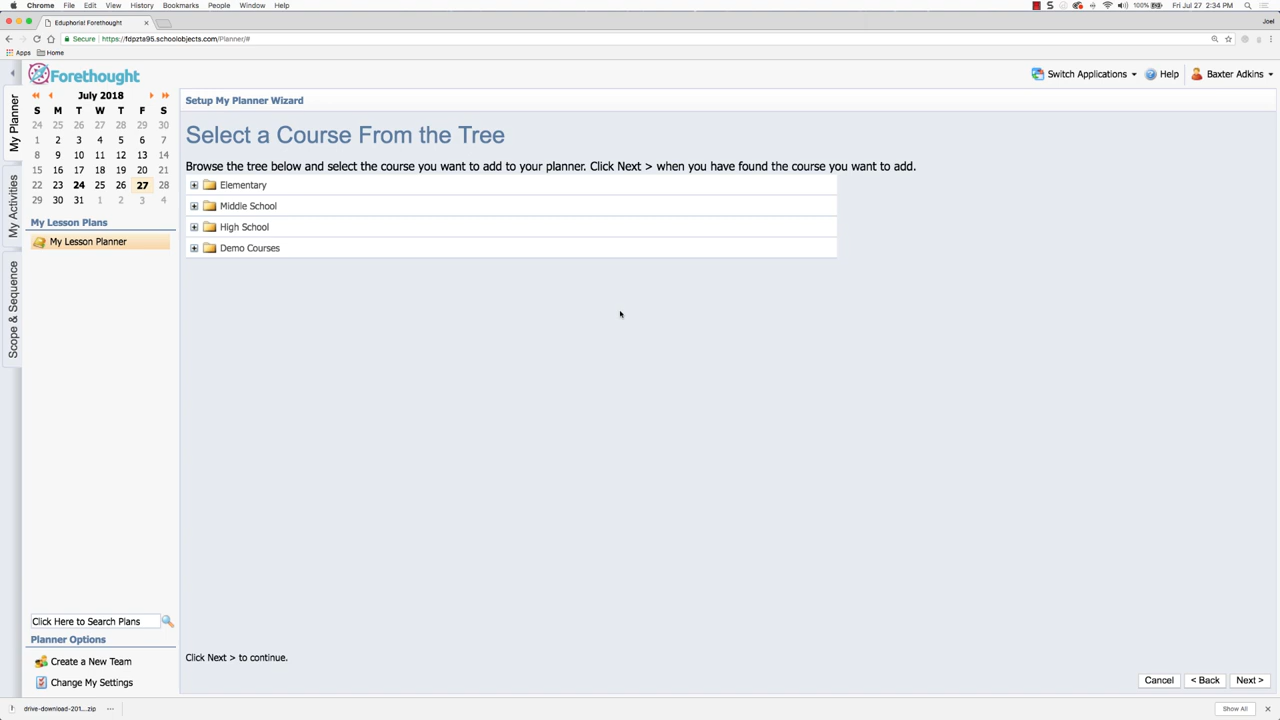 Chrome File Edit View History Bookmarks People Window Help 100% Fri Jul 27 2:34 PM
Eduphoria! Forethought Joel
Secure https://fdpzta95.schoolobjects.com/Planner/#
Apps Home
Forethought Switch Applications Help Baxter Adkins
My Planner
My Activities
Scope & Sequence
July 2018
S M T W T F S
24 25 26 27 28 29 30
1 2 3 4 5 6 7
8 9 10 11 12 13 14
15 16 17 18 19 20 21
22 23 24 25 26 27 28
29 30 31 1 2 3 4
My Lesson Plans
My Lesson Planner
Click Here to Search Plans
Planner Options
Create a New Team
Change My Settings
Setup My Planner Wizard
Select a Course From the Tree
Browse the tree below and select the course you want to add to your planner. Click Next > when you have found the course you want to add.
Elementary
Middle School
High School
Demo Courses
Click Next > to continue.
Cancel < Back Next >
drive-download-201....zip Show All